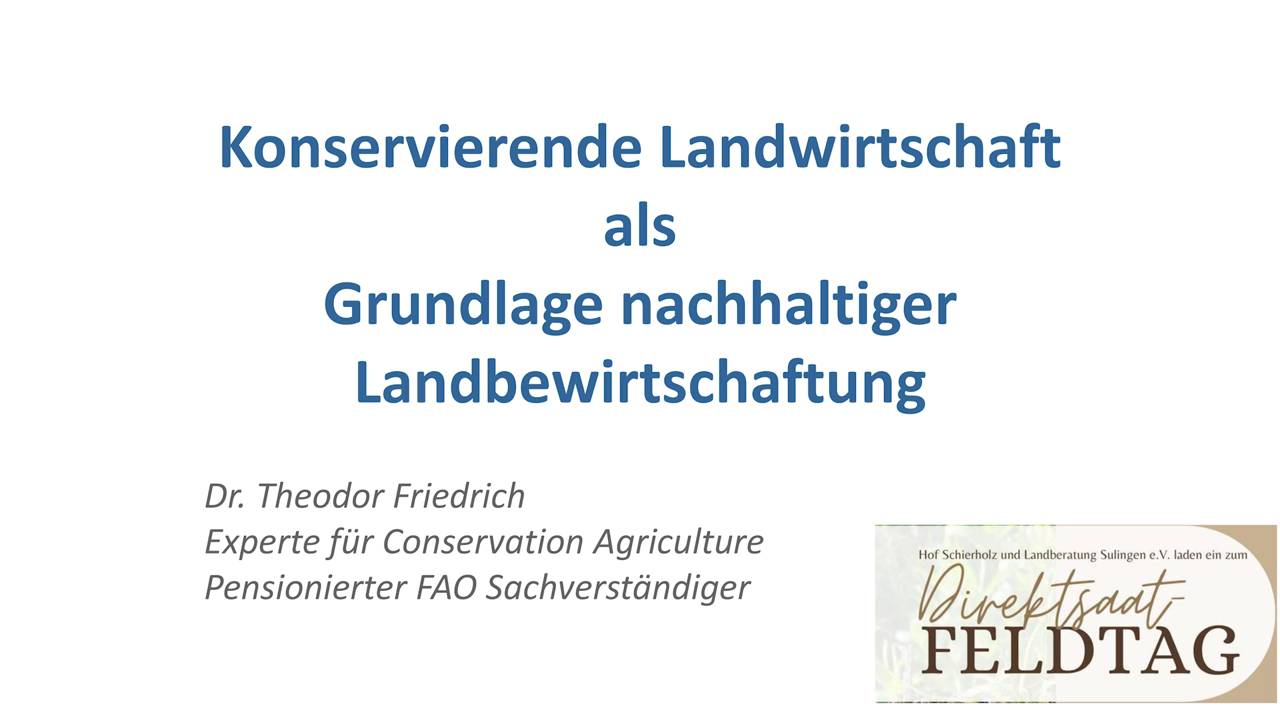 Konservierende Landwirtschaft
als
Grundlage nachhaltiger
Landbewirtschaftung
Dr. Theodor Friedrich
Experte für Conservation Agriculture
Pensionierter FAO Sachverständiger
Hof Schierholz und Landberatung Sulingen e.V. laden ein zum
Direktsaat-
FELDTAG